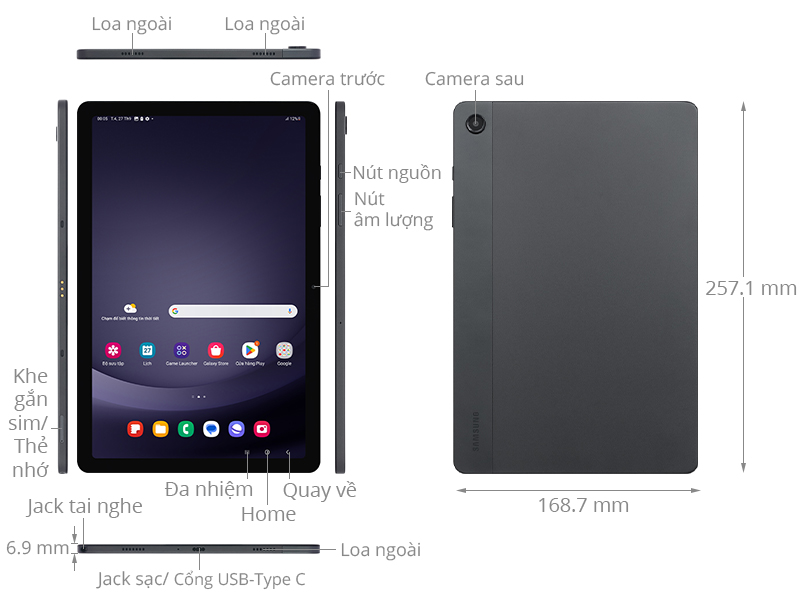 Loa ngoài
Loa ngoài
Camera trước
Camera sau
00:05 T.4, 27 Th9
12%
Nút nguồn
Nút
âm lượng
257.1 mm
G
Chạm để biết thông tin thời tiết
27
Bộ sưu tập
Lịch
Game Launcher
Galaxy Store
Cửa hàng Play
Google
Khe
gắn
sim/
Thẻ
nhớ
SAMSUNG
Đa nhiệm
Quay về
Home
168.7 mm
Jack tai nghe
6.9 mm
Loa ngoài
Jack sạc/ Cổng USB-Type C